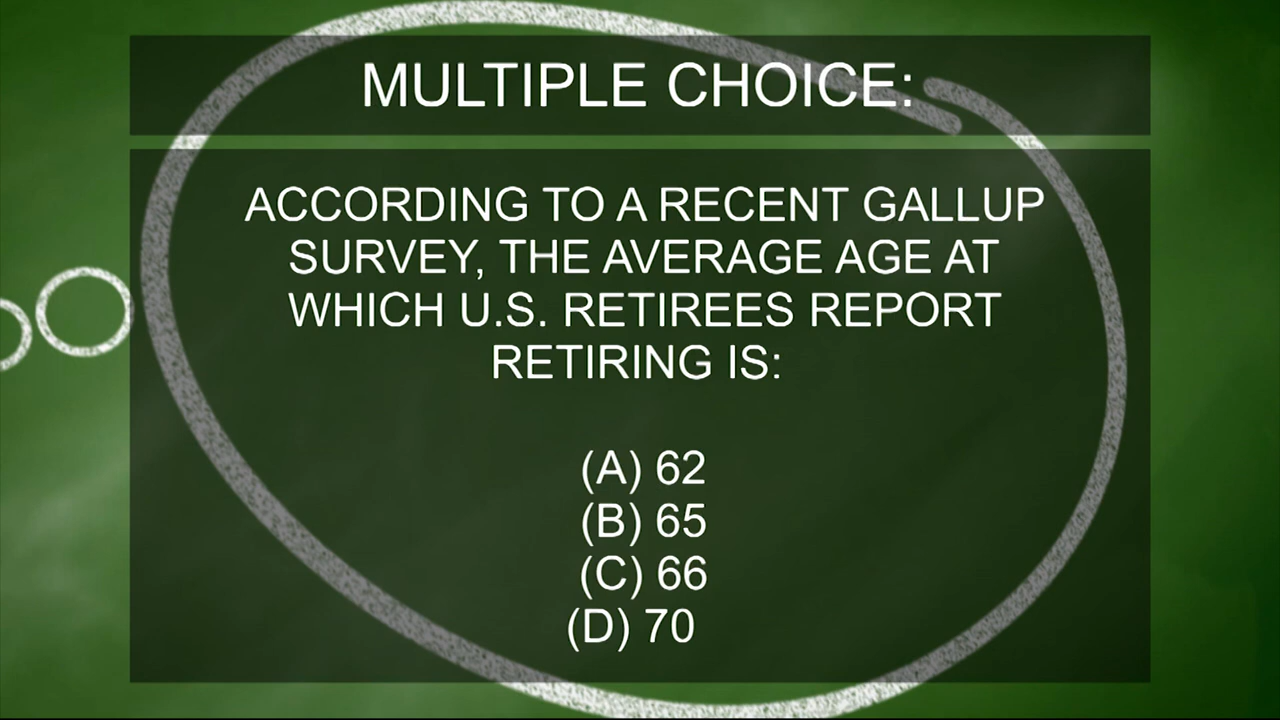 MULTIPLE CHOICE:
ACCORDING TO A RECENT GALLUP
SURVEY, THE AVERAGE AGE AT
WHICH U.S. RETIREES REPORT
RETIRING IS:
(A) 62
(B) 65
(C) 66
(D) 70